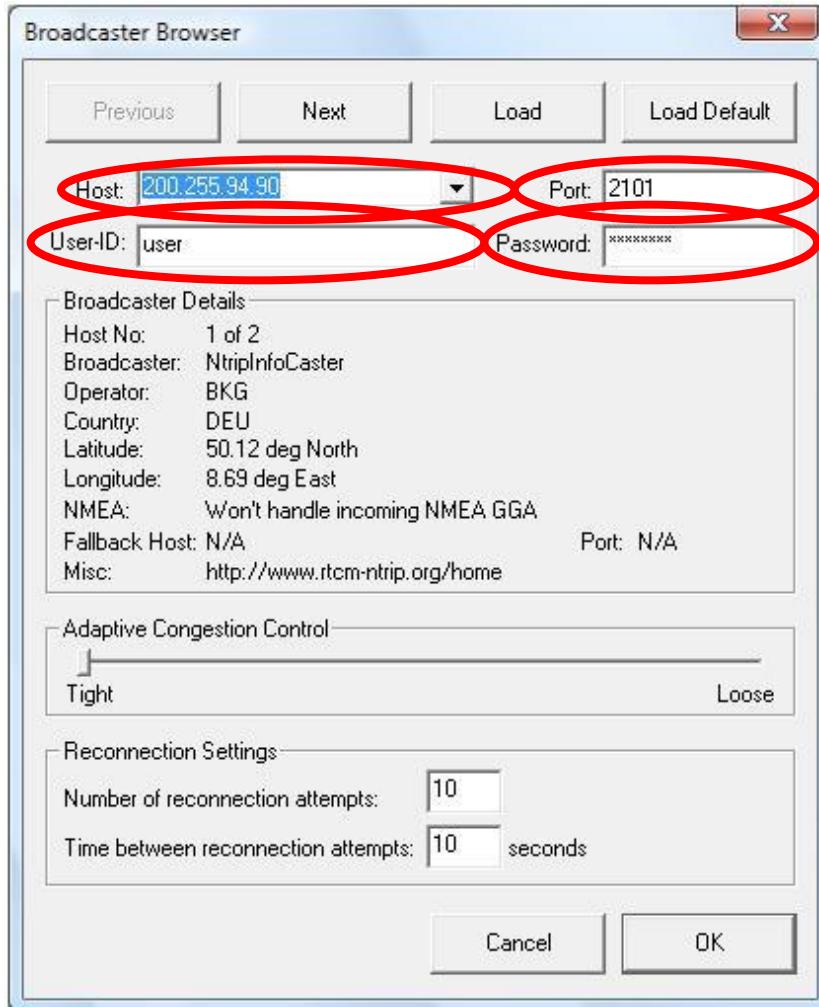 Broadcaster Browser
Previous Next Load Load Default
Host: 200.255.94.90 Port: 2101
User-ID: user Password: ********
Broadcaster Details
Host No: 1 of 2
Broadcaster: NtripInfoCaster
Operator: BKG
Country: DEU
Latitude: 50.12 deg North
Longitude: 8.69 deg East
NMEA: Won't handle incoming NMEA GGA
Fallback Host: N/A Port: N/A
Misc: http://www.rtcm-ntrip.org/home
Adaptive Congestion Control
Tight Loose
Reconnection Settings
Number of reconnection attempts: 10
Time between reconnection attempts: 10 seconds
Cancel OK